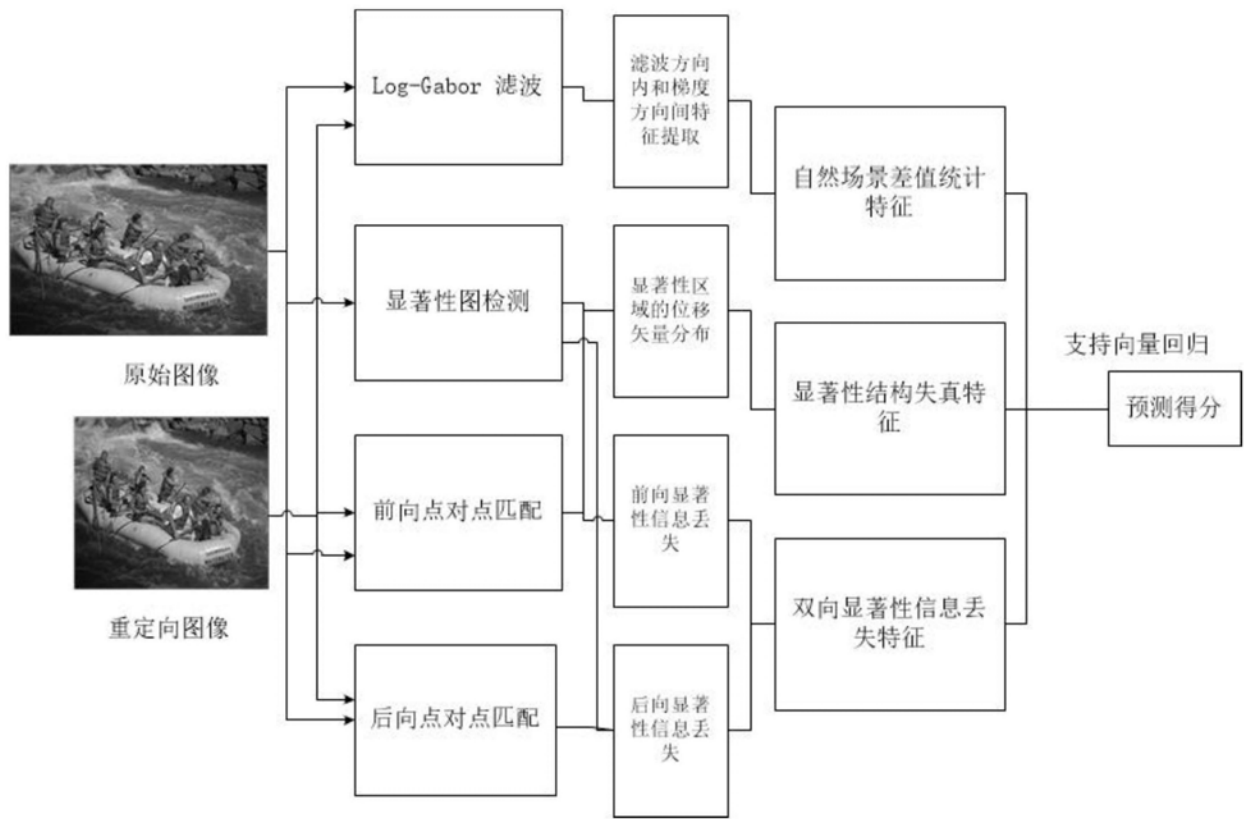 Log-Gabor 滤波
滤波方向
内和梯度
方向间特
征提取
自然场景差值统计
特征
原始图像
显著性图检测
显著性区
域的位移
矢量分布
显著性结构失真特
征
支持向量回归
预测得分
重定向图像
前向点对点匹配
前向显著
性信息丢
失
双向显著性信息丢
失特征
后向点对点匹配
后向显著
性信息丢
失